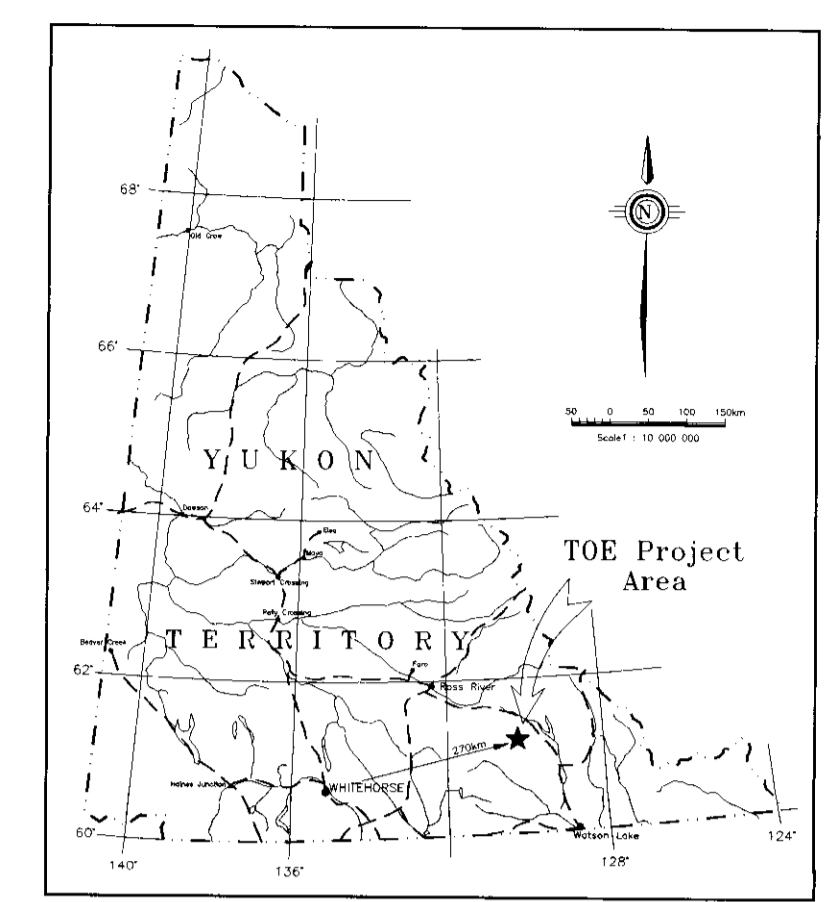 68°
Old Crow
N
66°
50 0 50 100 150km
Scale 1 : 10 000 000
YUKON
64°
Dawson
Elsa
Mayo
TOE Project
Area
Stewart Crossing
Pelly Crossing
TERRITORY
Beaver Creek
Faro
62°
Ross River
270km
Haines Junction
WHITEHORSE
60°
Watson Lake
140°
136°
128°
124°